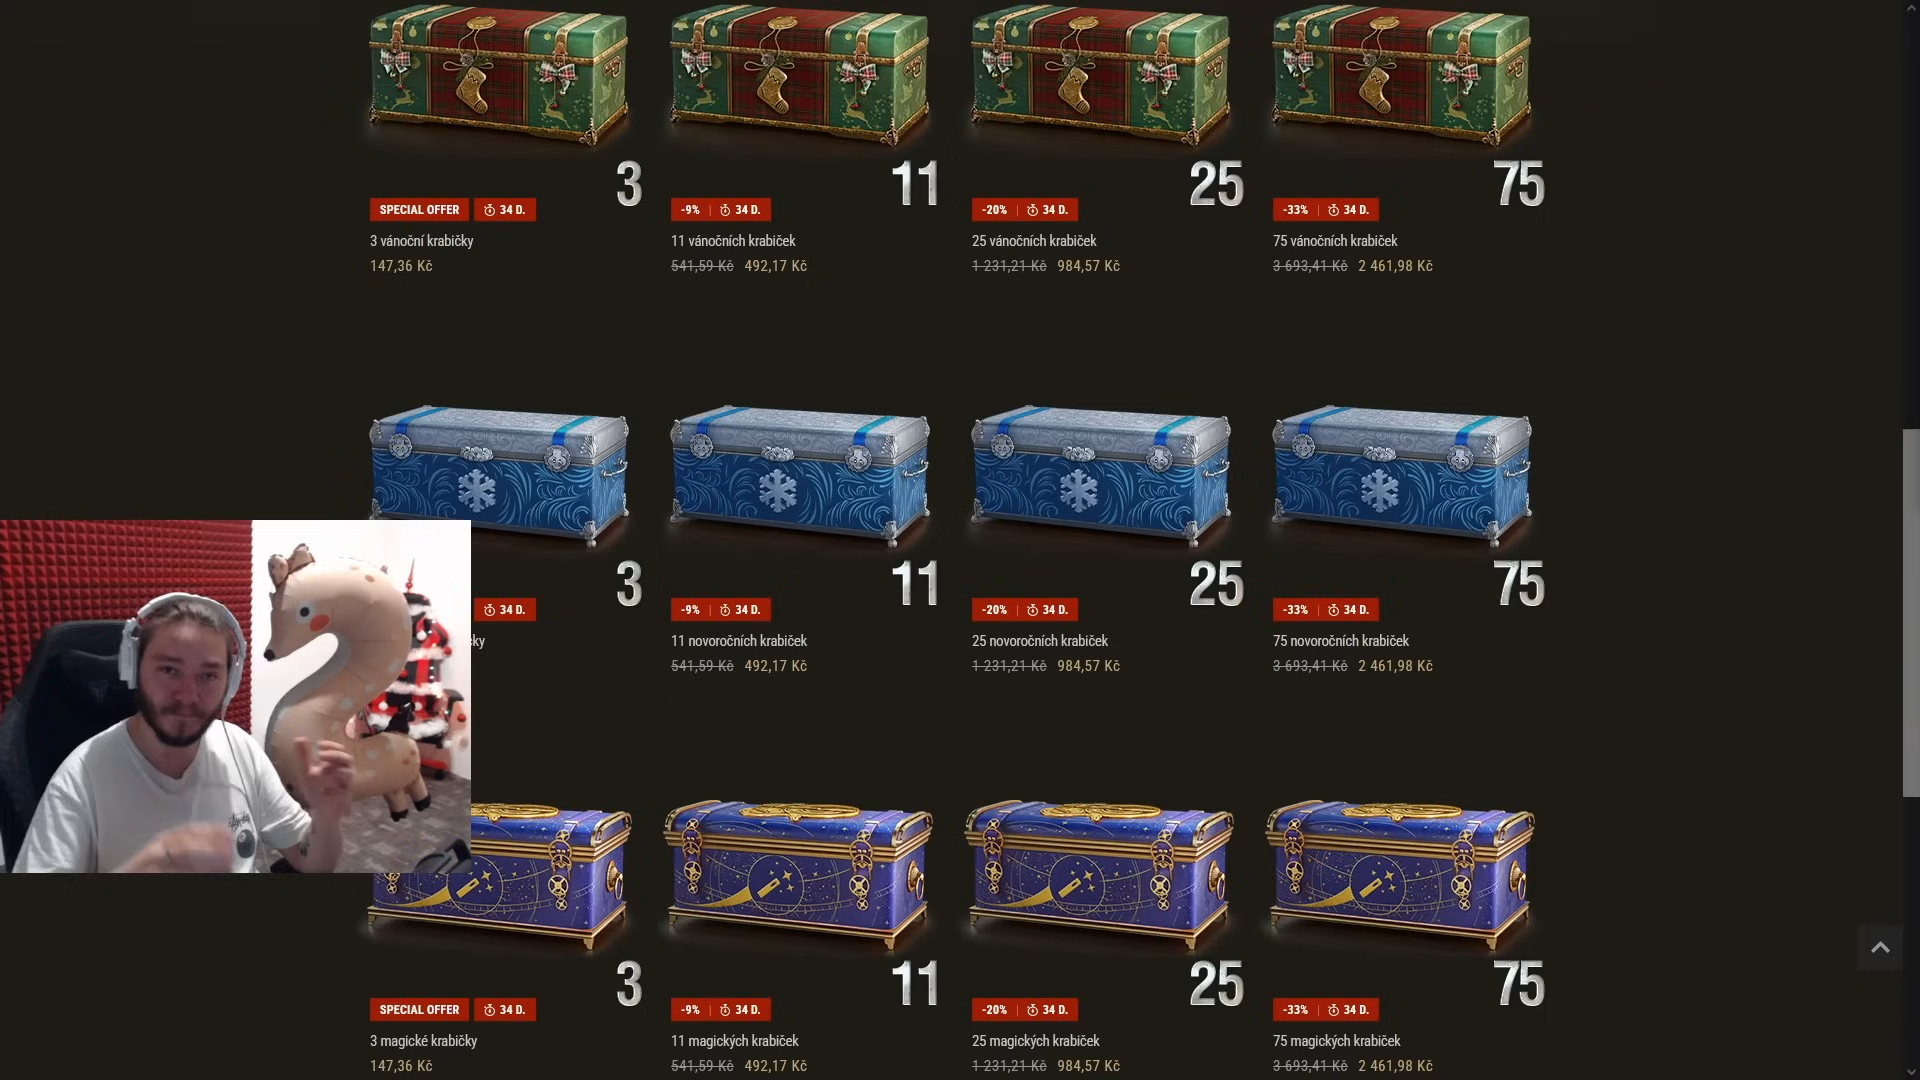 3
11
25
75
SPECIAL OFFER 34 D.
-9% | 34 D.
-20% | 34 D.
-33% | 34 D.
3 vánoční krabičky
11 vánočních krabiček
25 vánočních krabiček
75 vánočních krabiček
147,36 Kč
541,59 Kč 492,17 Kč
1 231,21 Kč 984,57 Kč
3 693,41 Kč 2 461,98 Kč
3
11
25
75
34 D.
-9% | 34 D.
-20% | 34 D.
-33% | 34 D.
11 novoročních krabiček
25 novoročních krabiček
75 novoročních krabiček
541,59 Kč 492,17 Kč
1 231,21 Kč 984,57 Kč
3 693,41 Kč 2 461,98 Kč
3
11
25
75
SPECIAL OFFER 34 D.
-9% | 34 D.
-20% | 34 D.
-33% | 34 D.
3 magické krabičky
11 magických krabiček
25 magických krabiček
75 magických krabiček
147,36 Kč
541,59 Kč 492,17 Kč
1 231,21 Kč 984,57 Kč
3 693,41 Kč 2 461,98 Kč